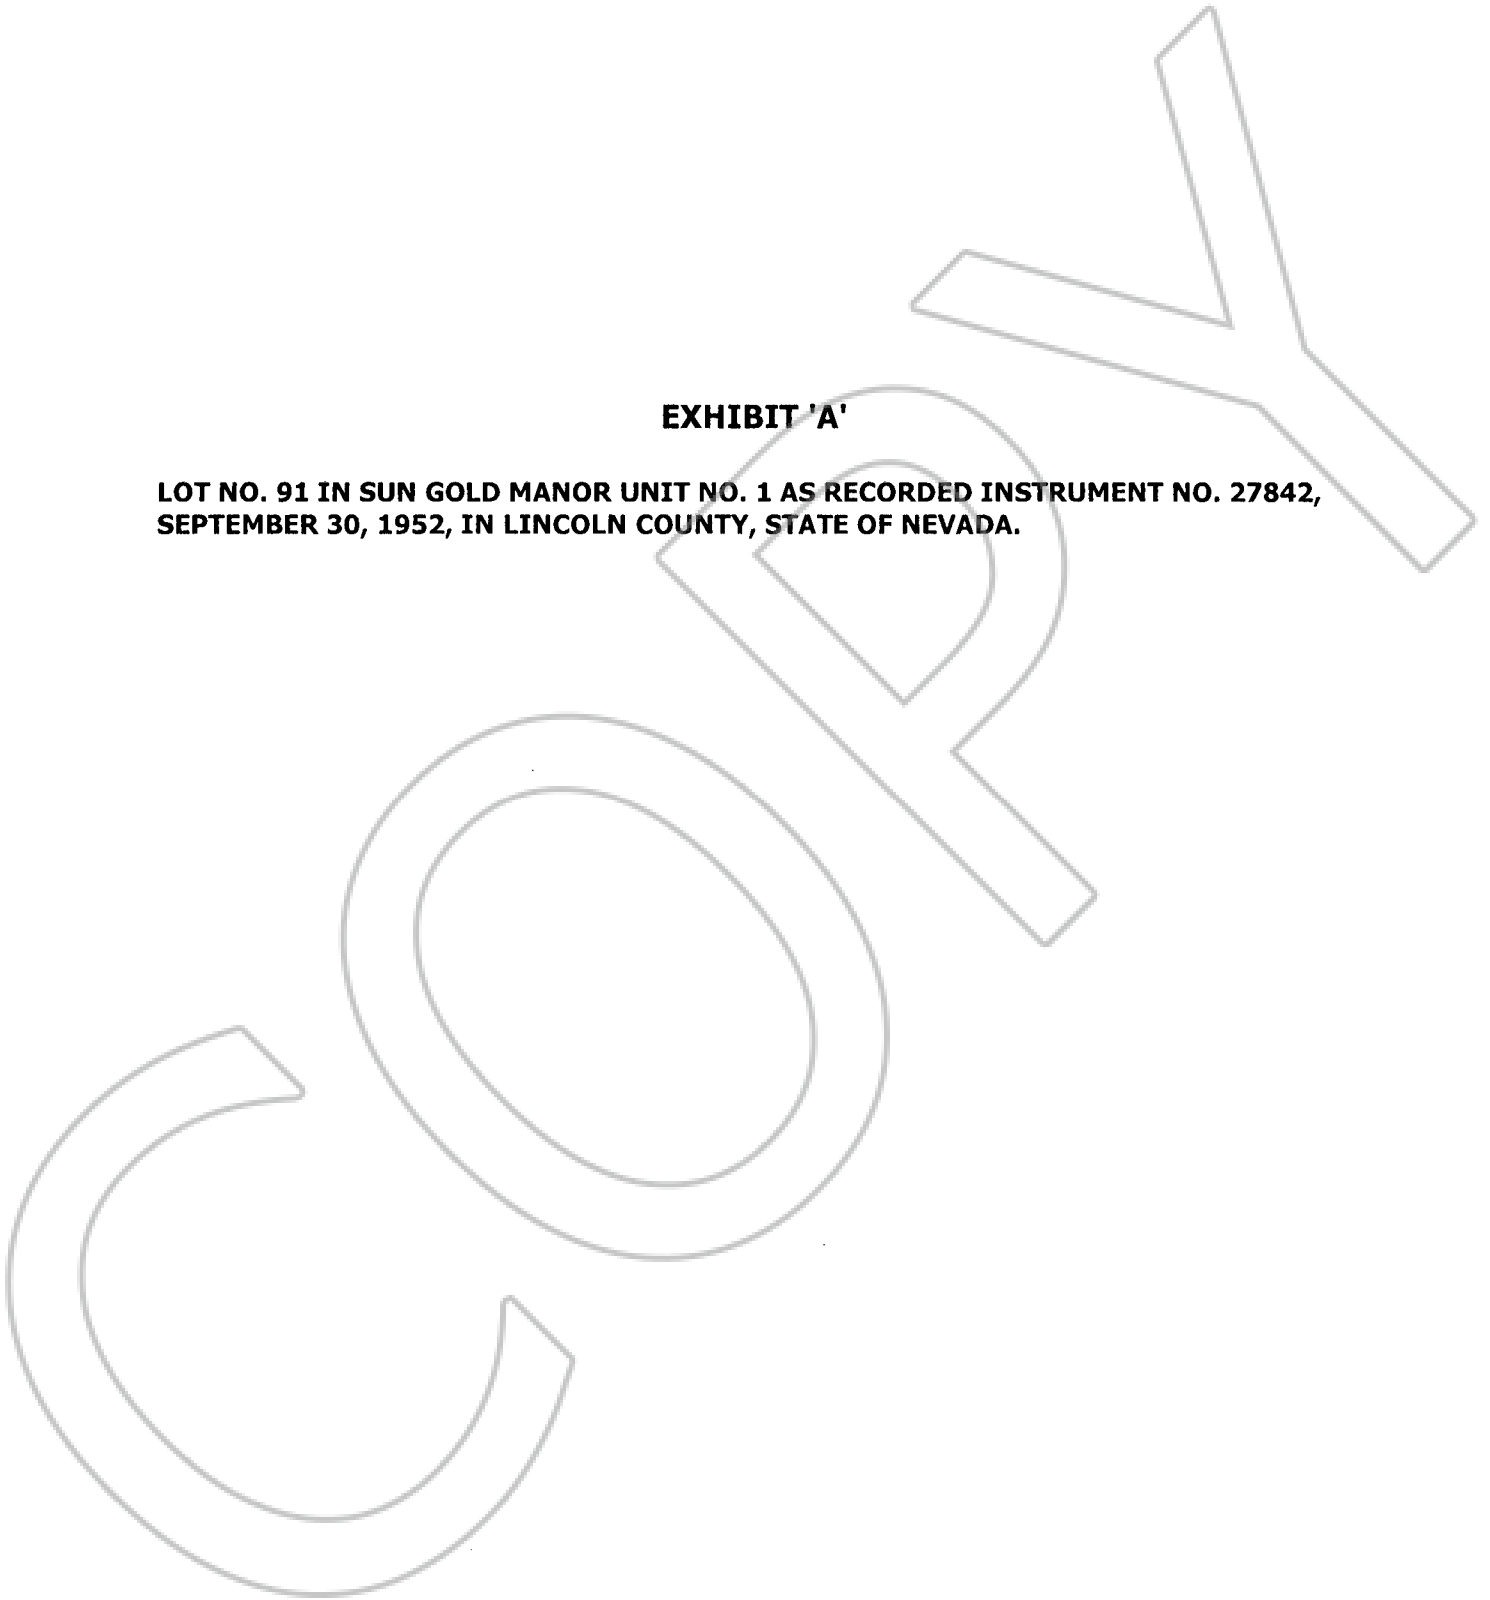 EXHIBIT 'A'
LOT NO. 91 IN SUN GOLD MANOR UNIT NO. 1 AS RECORDED INSTRUMENT NO. 27842,
SEPTEMBER 30, 1952, IN LINCOLN COUNTY, STATE OF NEVADA.
COPY